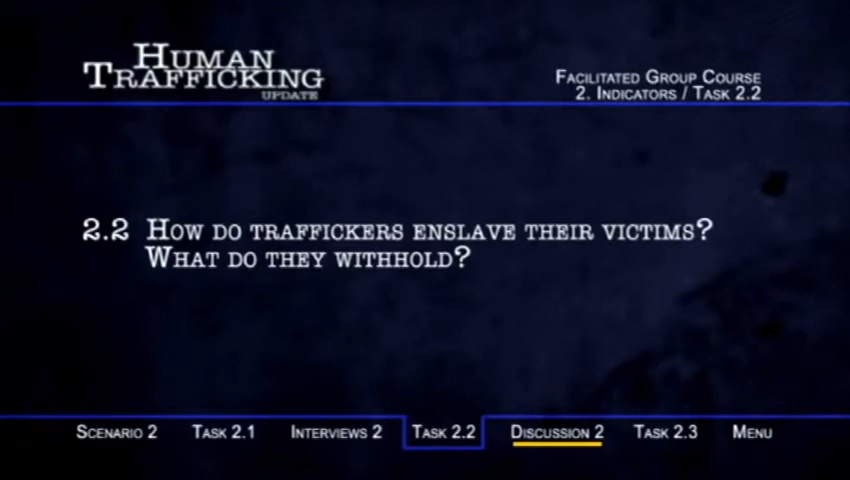 HUMAN
TRAFFICKING
UPDATE
FACILITATED GROUP COURSE
2. INDICATORS / TASK 2.2
2.2 HOW DO TRAFFICKERS ENSLAVE THEIR VICTIMS?
WHAT DO THEY WITHHOLD?
SCENARIO 2 TASK 2.1 INTERVIEWS 2 TASK 2.2 DISCUSSION 2 TASK 2.3 MENU